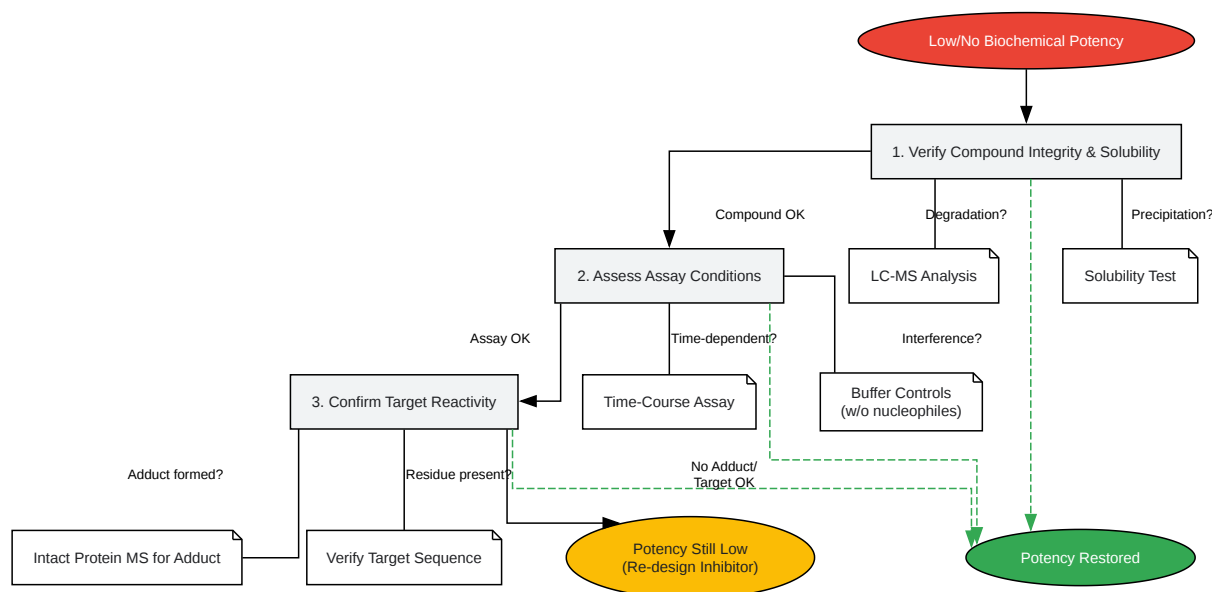 Low/No Biochemical Potency
1. Verify Compound Integrity & Solubility
Compound OK
Degradation?
Precipitation?
2. Assess Assay Conditions
LC-MS Analysis
Solubility Test
Assay OK
Time-dependent?
Interference?
3. Confirm Target Reactivity
Time-Course Assay
Buffer Controls
(w/o nucleophiles)
Adduct formed?
Residue present?
No Adduct/
Target OK
Intact Protein MS for Adduct
Verify Target Sequence
Potency Still Low
(Re-design Inhibitor)
Potency Restored